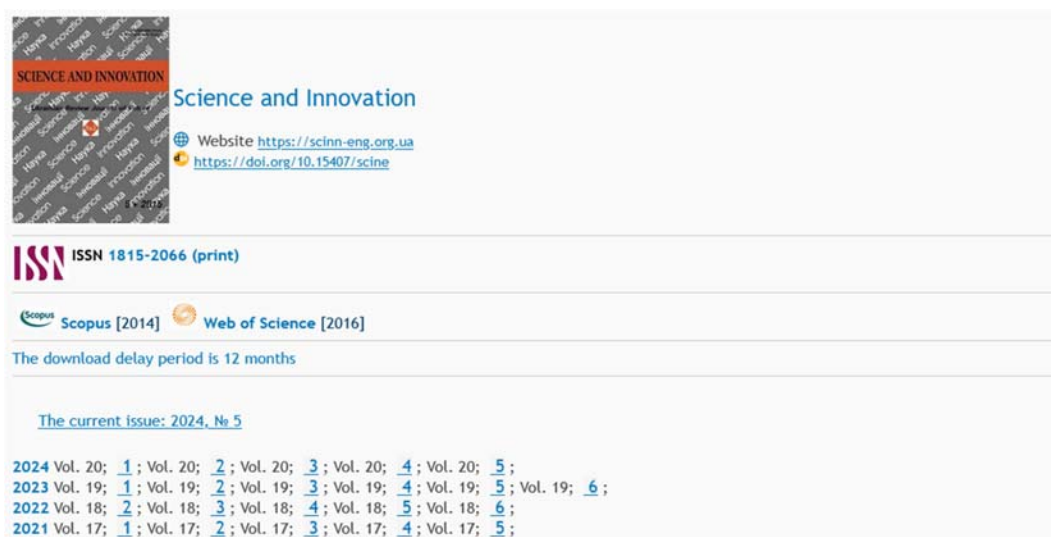 SCIENCE AND INNOVATION
5 • 2015
Science and Innovation
Website https://scinn-eng.org.ua
https://doi.org/10.15407/scine
ISSN ISSN 1815-2066 (print)
Scopus Scopus [2014] Web of Science [2016]
The download delay period is 12 months
The current issue: 2024, № 5
2024 Vol. 20; 1 ; Vol. 20; 2 ; Vol. 20; 3 ; Vol. 20; 4 ; Vol. 20; 5 ;
2023 Vol. 19; 1 ; Vol. 19; 2 ; Vol. 19; 3 ; Vol. 19; 4 ; Vol. 19; 5 ; Vol. 19; 6 ;
2022 Vol. 18; 2 ; Vol. 18; 3 ; Vol. 18; 4 ; Vol. 18; 5 ; Vol. 18; 6 ;
2021 Vol. 17; 1 ; Vol. 17; 2 ; Vol. 17; 3 ; Vol. 17; 4 ; Vol. 17; 5 ;